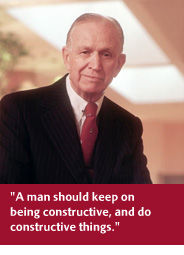 "A man should keep on
being constructive, and do
constructive things."